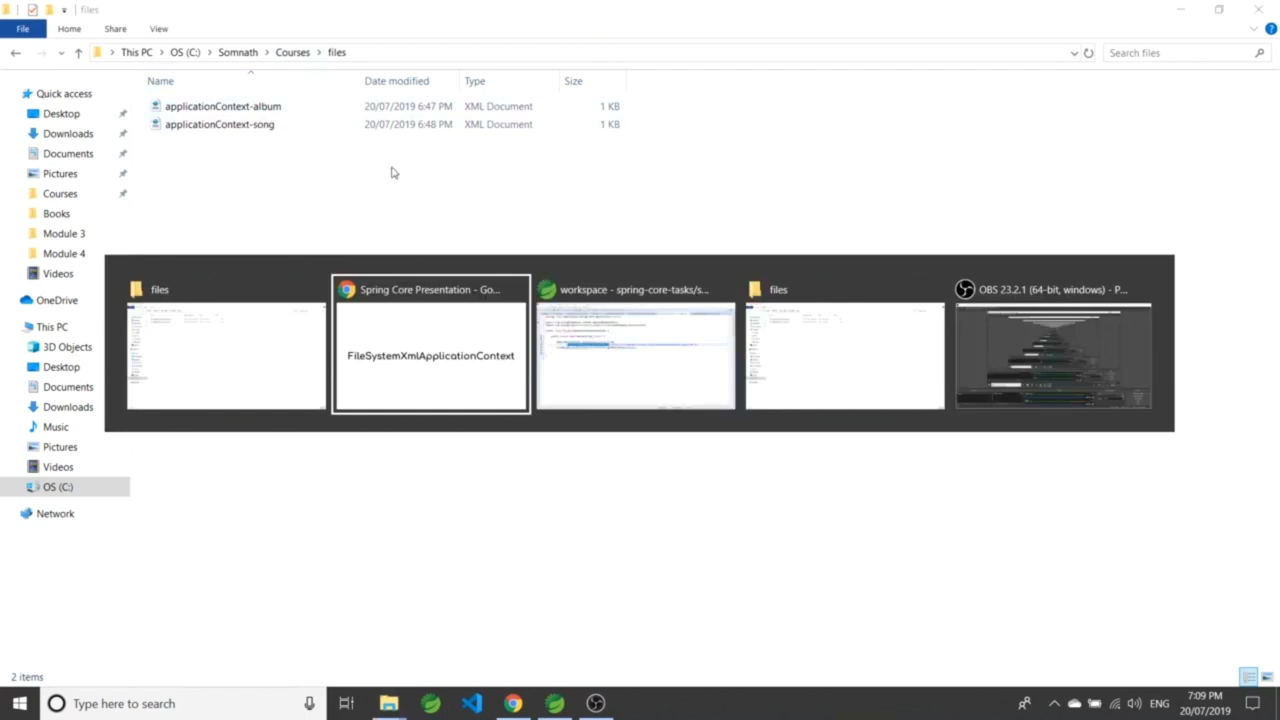 files
File
Home
Share
View
This PC
OS (C:)
Somnath
Courses
files
Search files
Name
Date modified
Type
Size
applicationContext-album
20/07/2019 6:47 PM
XML Document
1 KB
applicationContext-song
20/07/2019 6:48 PM
XML Document
1 KB
Quick access
Desktop
Downloads
Documents
Pictures
Courses
Books
Module 3
Module 4
Videos
OneDrive
This PC
3D Objects
Desktop
Documents
Downloads
Music
Pictures
Videos
OS (C:)
Network
files
Spring Core Presentation - Go...
workspace - spring-core-tasks/s...
files
OBS 23.2.1 (64-bit, windows) - P...
FileSystemXmlApplicationContext
2 items
Type here to search
ENG
7:09 PM
20/07/2019